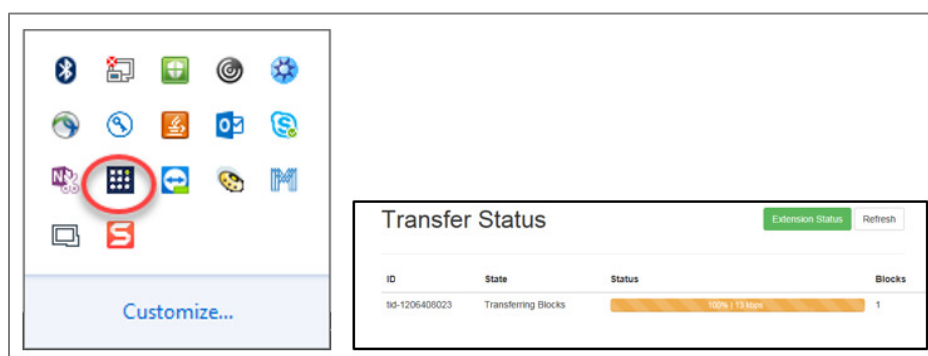 Customize...
Transfer Status
Extension Status
Refresh
ID State Status Blocks
tid-1206408023 Transferring Blocks 100% | 13 kbps 1